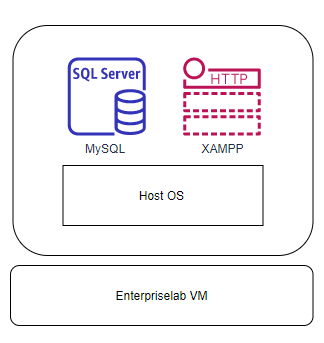 SQL Server
HTTP
MySQL
XAMPP
Host OS
Enterpriselab VM